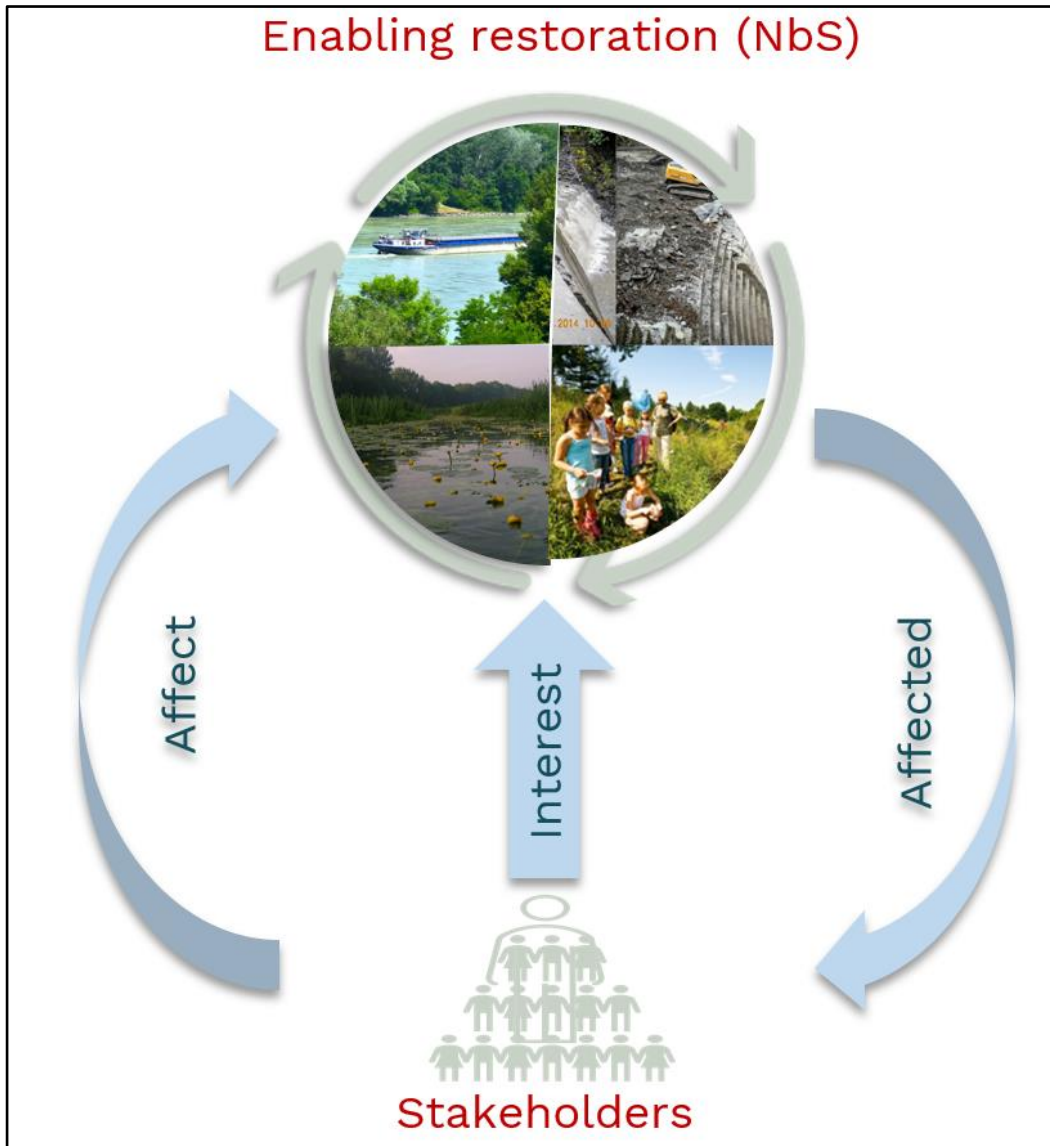 Enabling restoration (NbS)
Affect
Interest
Affected
Stakeholders